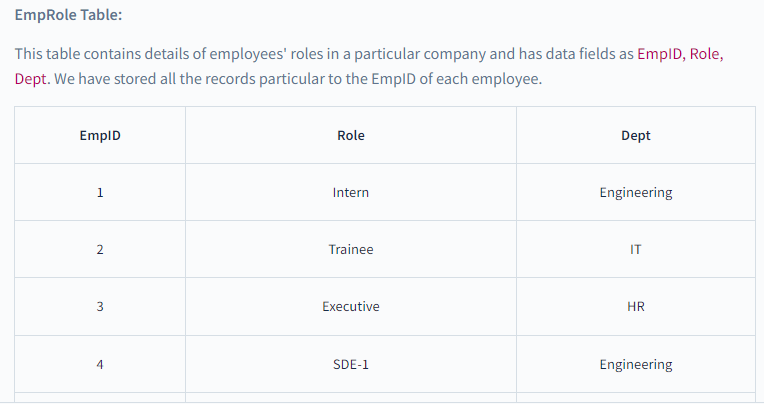 EmpRole Table:
This table contains details of employees' roles in a particular company and has data fields as EmpID, Role,
Dept. We have stored all the records particular to the EmpID of each employee.
EmpID Role Dept
1 Intern Engineering
2 Trainee IT
3 Executive HR
4 SDE-1 Engineering